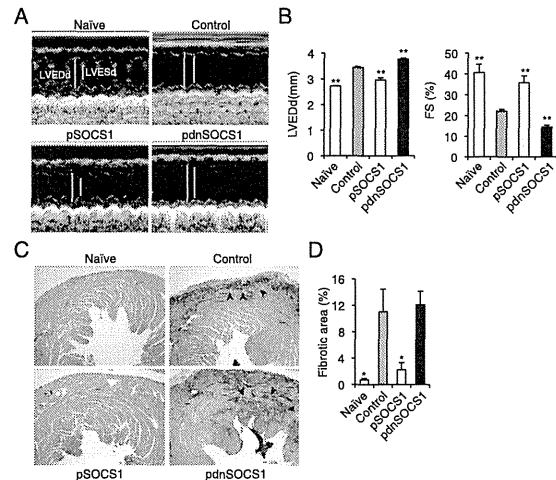 A
Naïve
Control
LVEDd
LVESd
pSOCS1
pdnSOCS1
B
LVEDd(mm)
4
3
2
1
0
**
**
**
Naïve
Control
pSOCS1
pdnSOCS1
FS (%)
50
40
30
20
10
0
**
**
**
Naïve
Control
pSOCS1
pdnSOCS1
C
Naïve
Control
pSOCS1
pdnSOCS1
D
Fibrotic area (%)
16
12
8
4
0
*
*
Naïve
Control
pSOCS1
pdnSOCS1